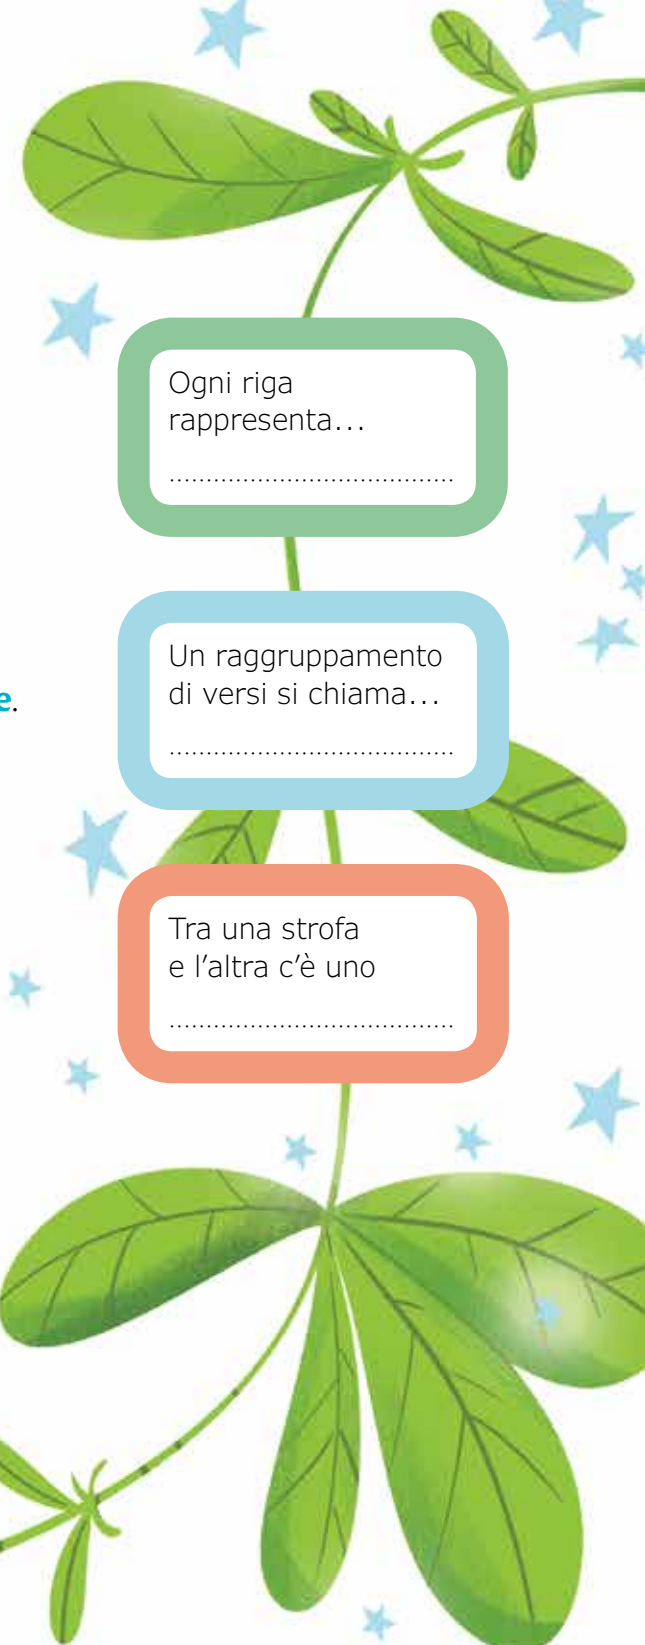 Ogni riga
rappresenta…
......................................
Un raggruppamento
di versi si chiama…
......................................
e.
Tra una strofa
e l'altra c'è uno
......................................